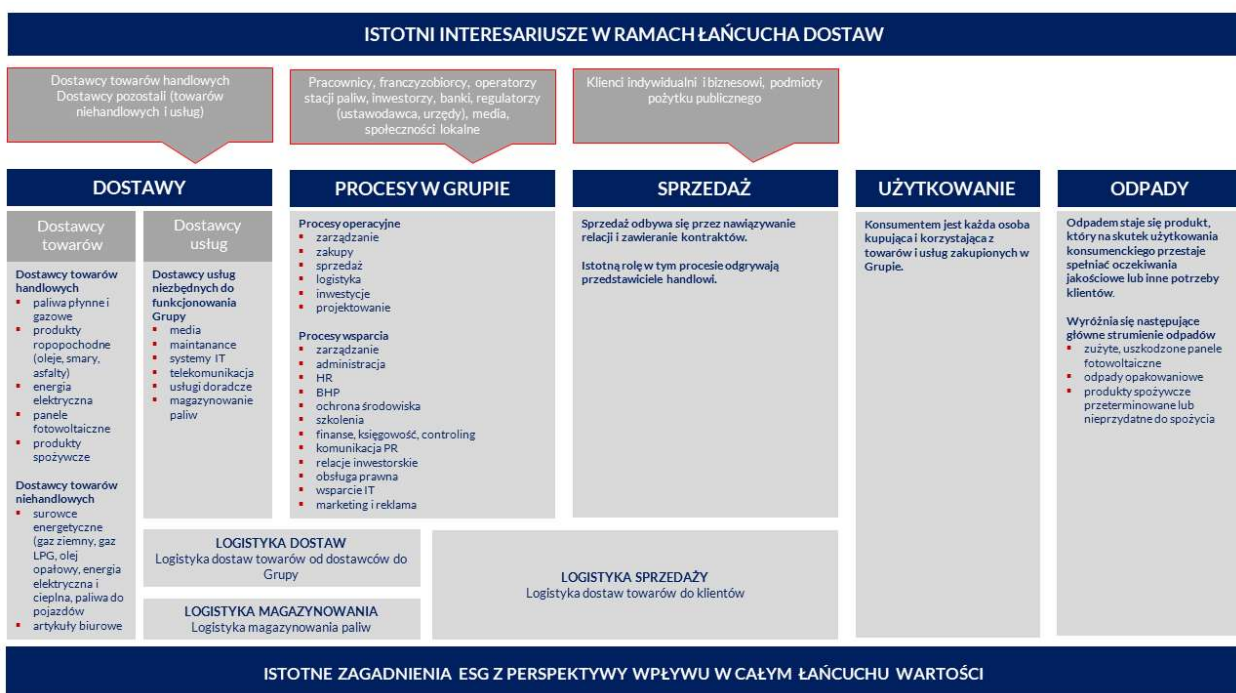 ISTOTNI INTERESARIUSZE W RAMACH ŁAŃCUCHA DOSTAW
Dostawcy towarów handlowych
Dostawcy pozostali (towarów
niehandlowych i usług)
Pracownicy, franczyzobiorcy, operatorzy
stacji paliw, inwestorzy, banki, regulatorzy
(ustawodawca, urzędy), media,
społeczności lokalne
Klienci indywidualni i biznesowi, podmioty
pożytku publicznego
DOSTAWY
Dostawcy
towarów
Dostawcy towarów
handlowych
▪ paliwa płynne i
gazowe
▪ produkty
ropopochodne
(oleje, smary,
asfalty)
▪ energia
elektryczna
▪ panele
fotowoltaiczne
▪ produkty
spożywcze
Dostawcy towarów
niehandlowych
▪ surowce
energetyczne
(gaz ziemny, gaz
LPG, olej
opałowy, energia
elektryczna i
cieplna, paliwa do
pojazdów
▪ artykuły biurowe
Dostawcy
usług
Dostawcy usług
niezbędnych do
funkcjonowania
Grupy
▪ media
▪ maintanance
▪ systemy IT
▪ telekomunikacja
▪ usługi doradcze
▪ magazynowanie
paliw
PROCESY W GRUPIE
Procesy operacyjne
▪ zarządzanie
▪ zakupy
▪ sprzedaż
▪ logistyka
▪ inwestycje
▪ projektowanie
Procesy wsparcia
▪ zarządzanie
▪ administracja
▪ HR
▪ BHP
▪ ochrona środowiska
▪ szkolenia
▪ finanse, księgowość, controling
▪ komunikacja PR
▪ relacje inwestorskie
▪ obsługa prawna
▪ wsparcie IT
▪ marketing i reklama
SPRZEDAŻ
Sprzedaż odbywa się przez nawiązywanie
relacji i zawieranie kontraktów.
Istotną rolę w tym procesie odgrywają
przedstawiciele handlowi.
UŻYTKOWANIE
Konsumentem jest każda osoba
kupująca i korzystająca z
towarów i usług zakupionych w
Grupie.
ODPADY
Odpadem staje się produkt,
który na skutek użytkowania
konsumenckiego przestaje
spełniać oczekiwania
jakościowe lub inne potrzeby
klientów.
Wyróżnia się następujące
główne strumienie odpadów
▪ zużyte, uszkodzone panele
fotowoltaiczne
▪ odpady opakowaniowe
▪ produkty spożywcze
przeterminowane lub
nieprzydatne do spożycia
LOGISTYKA DOSTAW
Logistyka dostaw towarów od dostawców do
Grupy
LOGISTYKA MAGAZYNOWANIA
Logistyka magazynowania paliw
LOGISTYKA SPRZEDAŻY
Logistyka dostaw towarów do klientów
ISTOTNE ZAGADNIENIA ESG Z PERSPEKTYWY WPŁYWU W CAŁYM ŁAŃCUCHU WARTOŚCI